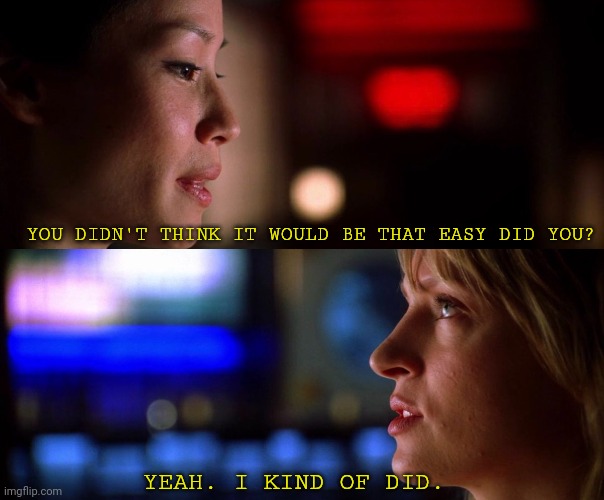 YOU DIDN'T THINK IT WOULD BE THAT EASY DID YOU?
YEAH. I KIND OF DID.
imgflip.com